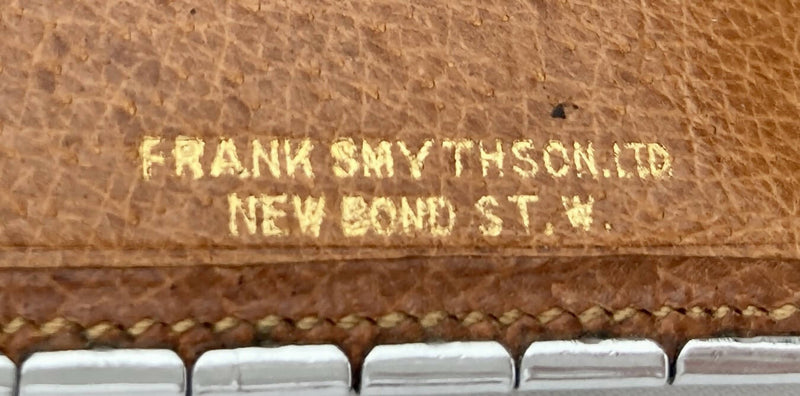 FRANK SMYTHSON.LTD
NEW BOND ST.W.